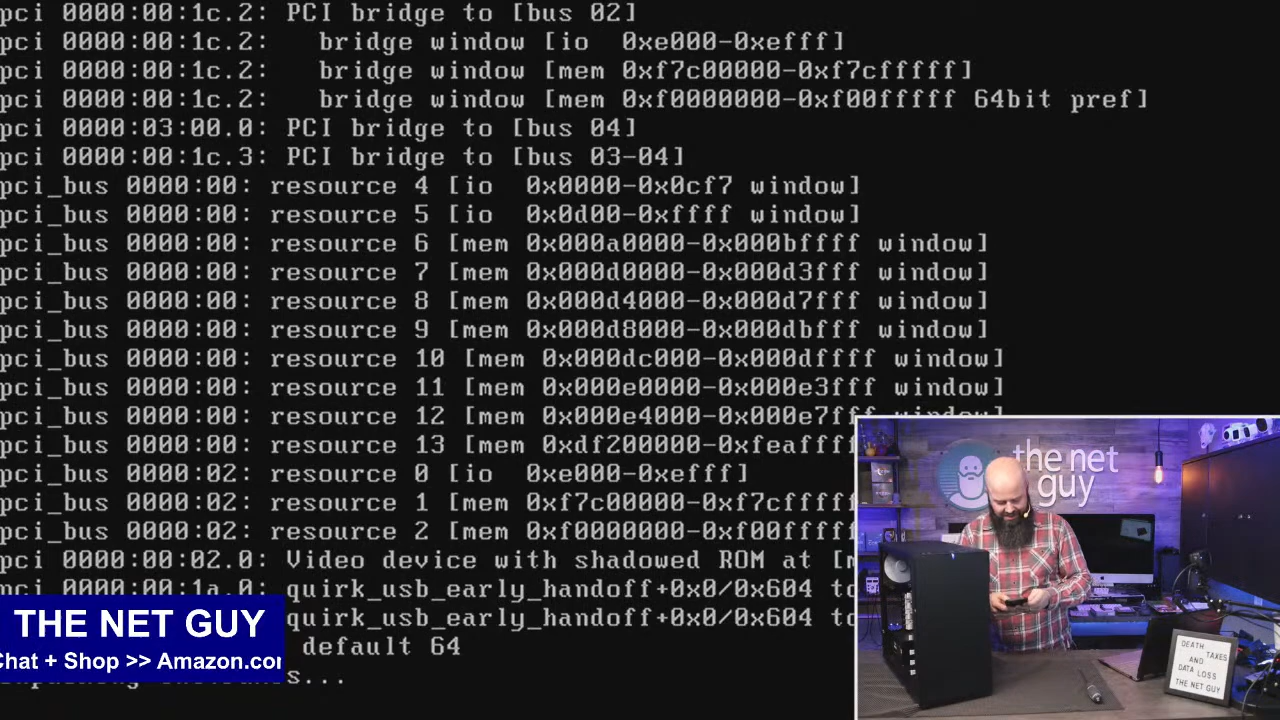 pci 0000:00:1c.2: PCI bridge to [bus 02]
pci 0000:00:1c.2:   bridge window [io  0xe000-0xefff]
pci 0000:00:1c.2:   bridge window [mem 0xf7c00000-0xf7cfffff]
pci 0000:00:1c.2:   bridge window [mem 0xf0000000-0xf00fffff 64bit pref]
pci 0000:03:00.0: PCI bridge to [bus 04]
pci 0000:00:1c.3: PCI bridge to [bus 03-04]
pci_bus 0000:00: resource 4 [io  0x0000-0x0cf7 window]
pci_bus 0000:00: resource 5 [io  0x0d00-0xffff window]
pci_bus 0000:00: resource 6 [mem 0x000a0000-0x000bffff window]
pci_bus 0000:00: resource 7 [mem 0x000d0000-0x000d3fff window]
pci_bus 0000:00: resource 8 [mem 0x000d4000-0x000d7fff window]
pci_bus 0000:00: resource 9 [mem 0x000d8000-0x000dbfff window]
pci_bus 0000:00: resource 10 [mem 0x000dc000-0x000dffff window]
pci_bus 0000:00: resource 11 [mem 0x000e0000-0x000e3fff window]
pci_bus 0000:00: resource 12 [mem 0x000e4000-0x000e7fff window]
pci_bus 0000:00: resource 13 [mem 0xdf200000-0xfeaffff
pci_bus 0000:02: resource 0 [io  0xe000-0xefff]
pci_bus 0000:02: resource 1 [mem 0xf7c00000-0xf7cfffff
pci_bus 0000:02: resource 2 [mem 0xf0000000-0xf00fffff
pci 0000:00:02.0: Video device with shadowed ROM at [m
pci 0000:00:1a.0: quirk_usb_early_handoff+0x0/0x604 to
quirk_usb_early_handoff+0x0/0x604 to
default 64
s...
THE NET GUY
Chat + Shop >> Amazon.com
the net
guy
DEATH
TAXES
AND
DATA LOSS
THE NET GUY